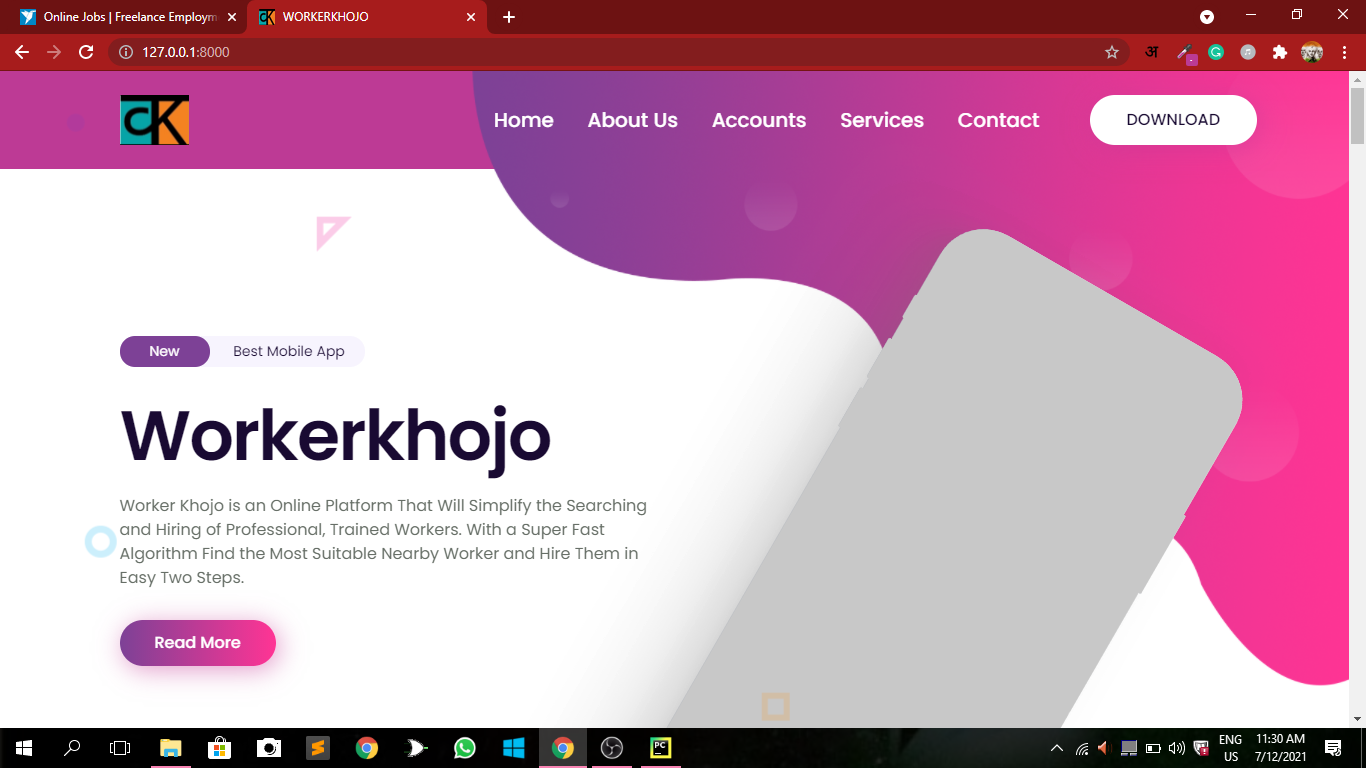 Online Jobs | Freelance Employm
WORKERKHOJO
127.0.0.1:8000
अ
CK
Home About Us Accounts Services Contact DOWNLOAD
New Best Mobile App
Workerkhojo
Worker Khojo is an Online Platform That Will Simplify the Searching
and Hiring of Professional, Trained Workers. With a Super Fast
Algorithm Find the Most Suitable Nearby Worker and Hire Them in
Easy Two Steps.
Read More
PC
ENG
US
11:30 AM
7/12/2021